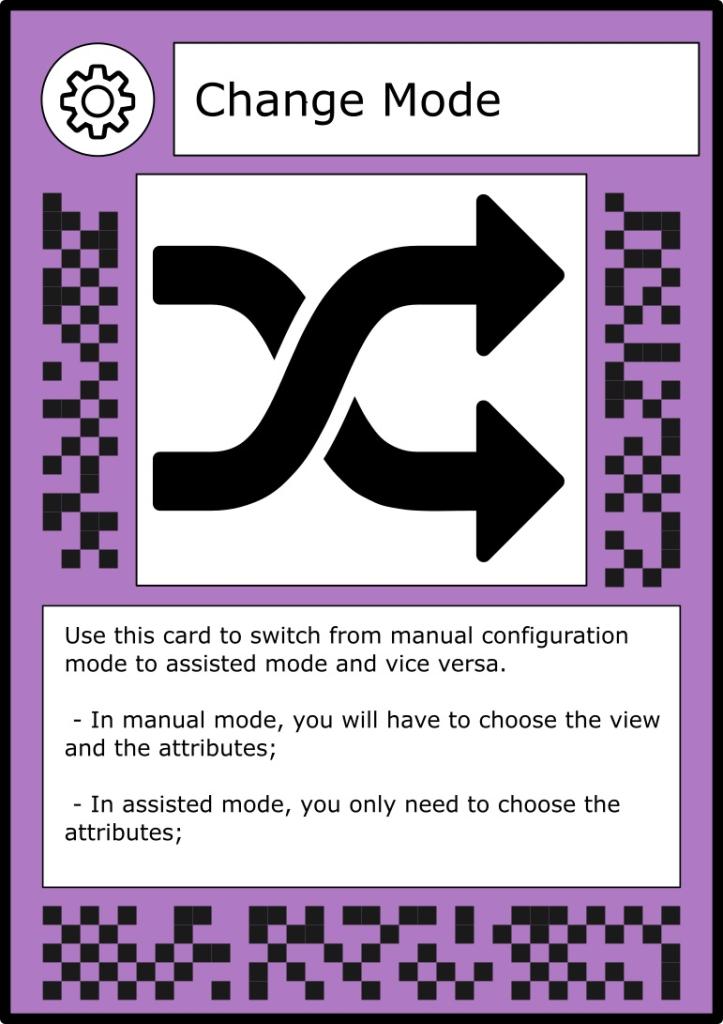 Change Mode
Use this card to switch from manual configuration
mode to assisted mode and vice versa.
- In manual mode, you will have to choose the view
and the attributes;
- In assisted mode, you only need to choose the
attributes;